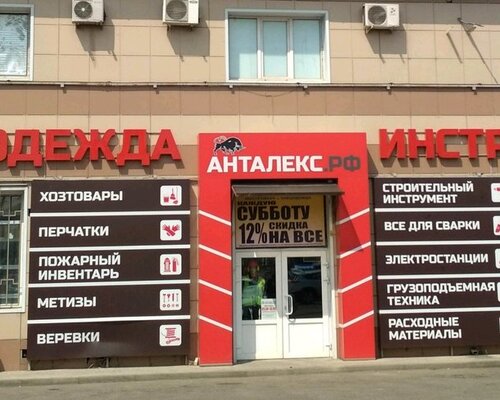 ОДЕЖДА
АНТАЛЕКС.РФ
ИНСТР
ХОЗТОВАРЫ
ПЕРЧАТКИ
ПОЖАРНЫЙ
ИНВЕНТАРЬ
МЕТИЗЫ
ВЕРЕВКИ
КАЖДУЮ
СУББОТУ
12% СКИДКА
НА ВСЕ
СТРОИТЕЛЬНЫЙ
ИНСТРУМЕНТ
ВСЕ ДЛЯ СВАРКИ
ЭЛЕКТРОСТАНЦИИ
ГРУЗОПОДЪЕМНАЯ
ТЕХНИКА
РАСХОДНЫЕ
МАТЕРИАЛЫ